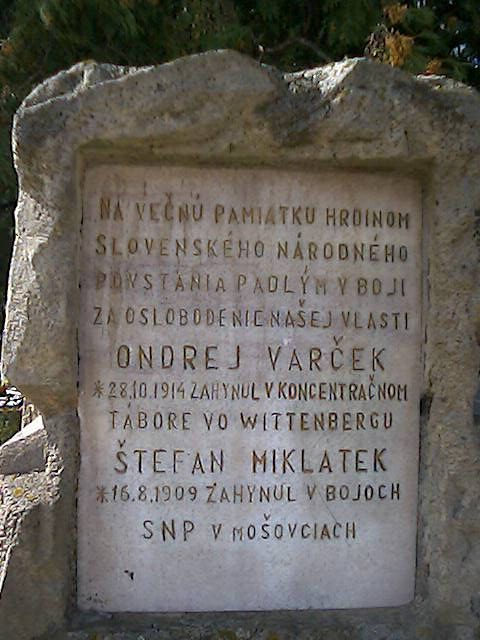 NA VEČNÚ PAMIATKU HRDINOM
SLOVENSKÉHO NÁRODNÉHO
POVSTANIA PADLÝM V BOJI
ZA OSLOBODENIE NAŠEJ VLASTI
ONDREJ VARČEK
*28.10.1914 ZAHYNUL V KONCENTRAČNOM
TÁBORE VO WITTENBERGU
ŠTEFAN MIKLATEK
*16.8.1909 ZAHYNUL V BOJOCH
SNP V MOŠOVCIACH